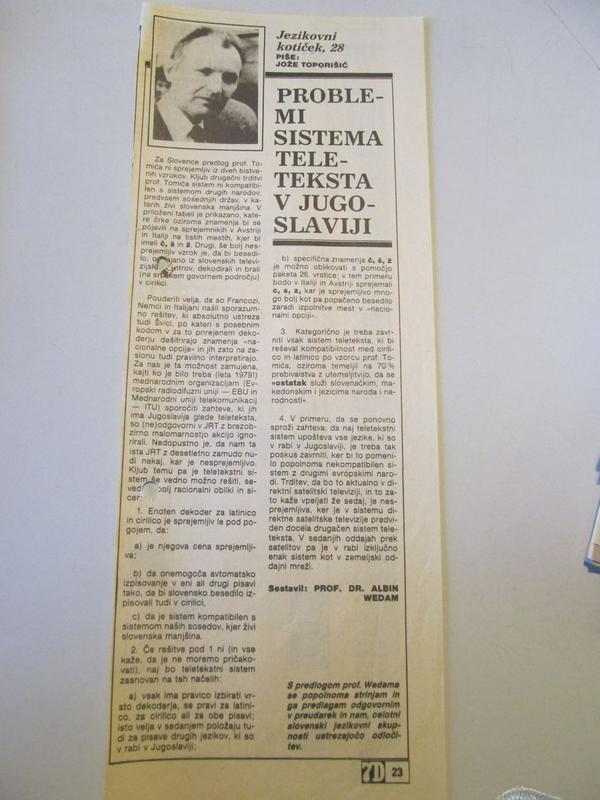 Jezikovni
kotiček, 28
PIŠE:
JOŽE TOPORIŠIČ
PROBLE-
MI
SISTEMA
TELE-
TEKSTA
V JUGO-
SLAVIJI
Za Slovence predlog prof. To-
miča ni sprejemljiv iz dveh bistve-
nih vzrokov. Kljub drugačni trditvi
prof. Tomiča sistem ni kompatibi-
len s sistemom drugih narodov,
predvsem sosednjih držav, v ka-
terih živi slovenska manjšina. V
priloženi tabeli je prikazano, kate-
re črke oziroma znamenja bi se
pojavili na sprejemnikih v Avstriji
in Italiji na tistih mestih, kjer bi
imeli č, š in ž. Drugi, še bolj nes-
prejemljiv vzrok je, da bi besedi-
lo, iz slovenskih televi-
zijskih centrov, dekodirali in brali
(na srbskem govornem področju)
v cirilici.
Poudariti velja, da so Francozi,
Nemci in Italijani našli sporazum-
no rešitev, ki absolutno ustreza
tudi Švici, po kateri s posebnim
kodom v za to prirejenem deko-
derju dešifrirajo znamenja »na-
cionalne opcije« in jih zato na za-
slonu tudi pravilno interpretirajo.
Za nas je ta možnost zamujena,
kajti ko je bilo treba (leta 1979!)
mednarodnim organizacijam (Ev-
ropski radiodifuzni uniji — EBU in
Mednarodni uniji telekomunikacij
— ITU) sporočiti zahteve, ki jih
ima Jugoslavija glede teleteksta,
so (ne)odgovorni v JRT z brezob-
zirno malomarnostjo akcijo igno-
rirali. Nedopustno je, da nam ta
ista JRT z desetletno zamudo nu-
di nekaj, kar je nesprejemljivo.
Kljub temu pa je teletekstni si-
stem še vedno možno rešiti, se-
veda v bolj racionalni obliki in si-
cer:
1. Enoten dekoder za latinico
in cirilico je sprejemljiv le pod po-
gojem, da:
a) je njegova cena sprejemlji-
va;
b) da onemogoča avtomatsko
izpisovanje v eni ali drugi pisavi
tako, da bi slovensko besedilo iz-
pisovali tudi v cirilici,
c) da je sistem kompatibilen s
sistemom naših sosedov, kjer živi
slovenska manjšina.
2. Če rešitve pod 1 ni (in vse
kaže, da je ne moremo pričako-
vati), naj bo teletekstni sistem
zasnovan na teh načelih:
a) vsak ima pravico izbirati vr-
sto dekoderja, se pravi za latini-
co, za cirilico ali za obe pisavi;
isto velja v sedanjem položaju tu-
di za pisave drugih jezikov, ki so
v rabi v Jugoslaviji;
b) specifična znamenja č, š, ž
je možno oblikovati s pomočjo
paketa 26. vrstice; v tem primeru
bodo v Italiji in Avstriji sprejemali
c, s, z, kar je sprejemljivo mno-
go bolj kot pa popačeno besedilo
zaradi izpolnitve mest v »nacio-
nalni opciji«.
3. Kategorično je treba zavr-
niti vsak sistem teleteksta, ki bi
reševal kompatibilnost med cirili-
co in latinico po vzorcu prof. To-
miča, oziroma temelji na 70 %
prebivalstva z utemeljitvijo, da se
»ostatak služi slovenačkim, ma-
kedonskim i jezicima naroda i na-
rodnosti«.
4. V primeru, da se ponovno
sproži zahteva, da naj teletekstni
sistem upošteva vse jezike, ki so
v rabi v Jugoslaviji, je treba tak
poskus zavrniti, ker bi to pomeni-
lo popolnoma nekompatibilen si-
stem z drugimi evropskimi naro-
di. Trditev, da bo to aktualno v di-
rektni satelitski televiziji, in to za-
to kaže vpeljati že sedaj, je nes-
prejemljiva, ker je v sistemu di-
rektne satelitske televizije predvi-
den docela drugačen sistem tele-
teksta. V sedanjih oddajah prek
satelitov pa je v rabi izključno
enak sistem kot v zemeljski od-
dajni mreži.
Sestavil: PROF. DR. ALBIN
WEDAM
S predlogom prof. Wedama
se popolnoma strinjam in
ga predlagam odgovornim
v preudarek in nam, celotni
slovenski jezikovni skup-
nosti ustrezajočo odloči-
tev.
7D 23